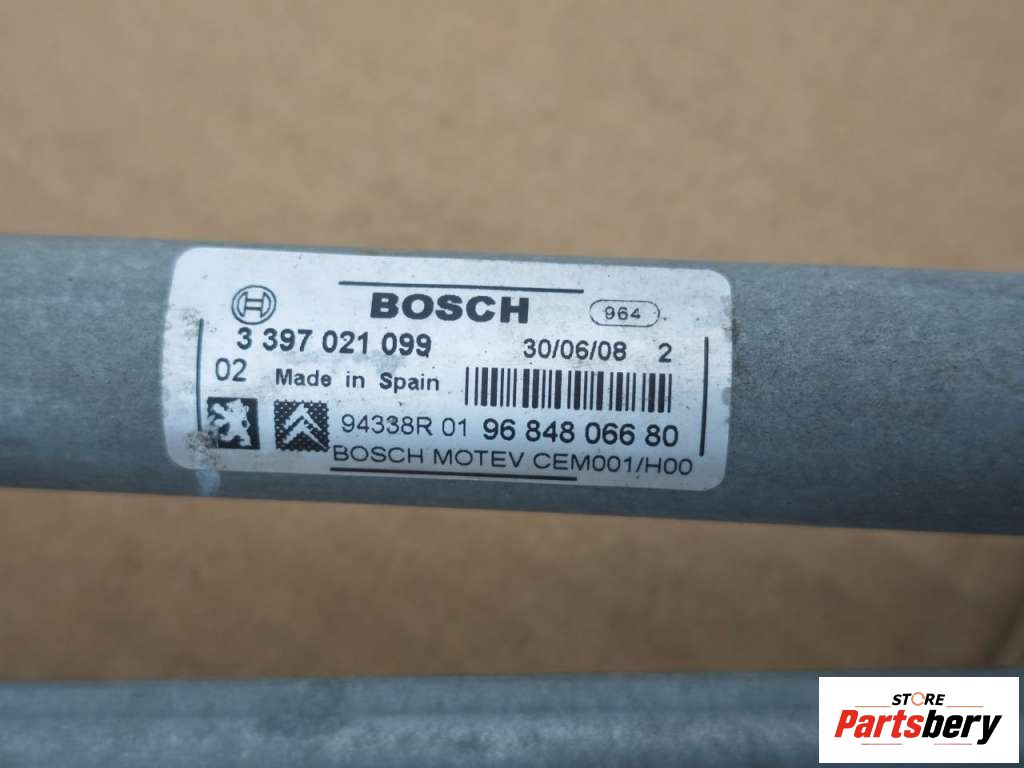 BOSCH 964
3 397 021 099 30/06/08 2
02 Made in Spain
94338R 01 96 848 066 80
BOSCH MOTEV CEM001/H00
STORE
Partsbery